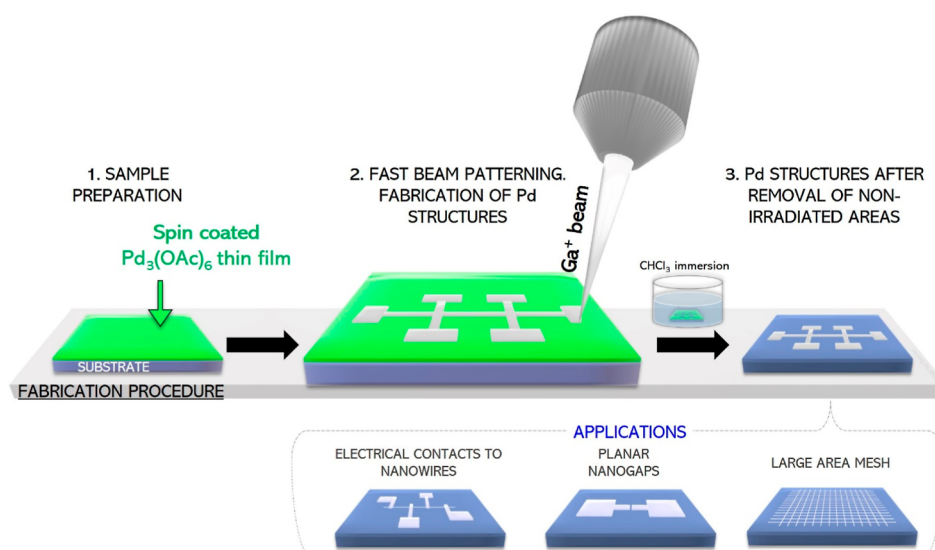 1. SAMPLE
PREPARATION
Spin coated
Pd₃(OAc)₆ thin film
SUBSTRATE
FABRICATION PROCEDURE
2. FAST BEAM PATTERNING.
FABRICATION OF Pd
STRUCTURES
Ga⁺ beam
3. Pd STRUCTURES AFTER
REMOVAL OF NON-
IRRADIATED AREAS
CHCl₃ immersion
APPLICATIONS
ELECTRICAL CONTACTS TO
NANOWIRES
PLANAR
NANOGAPS
LARGE AREA MESH